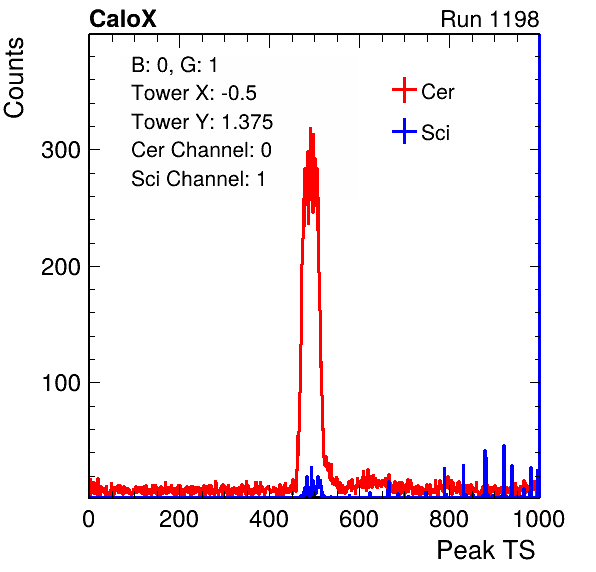 CaloX Run 1198
Counts
B: 0, G: 1
Tower X: -0.5
Tower Y: 1.375
Cer Channel: 0
Sci Channel: 1
Cer
Sci
300
200
100
0 200 400 600 800 1000
Peak TS